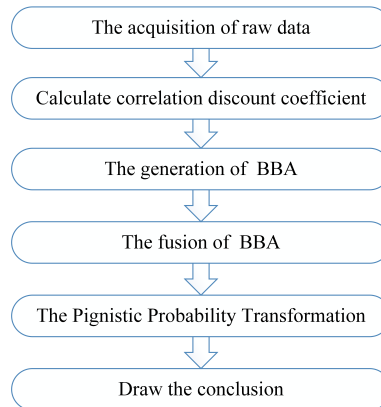 The acquisition of raw data
Calculate correlation discount coefficient
The generation of BBA
The fusion of BBA
The Pignistic Probability Transformation
Draw the conclusion